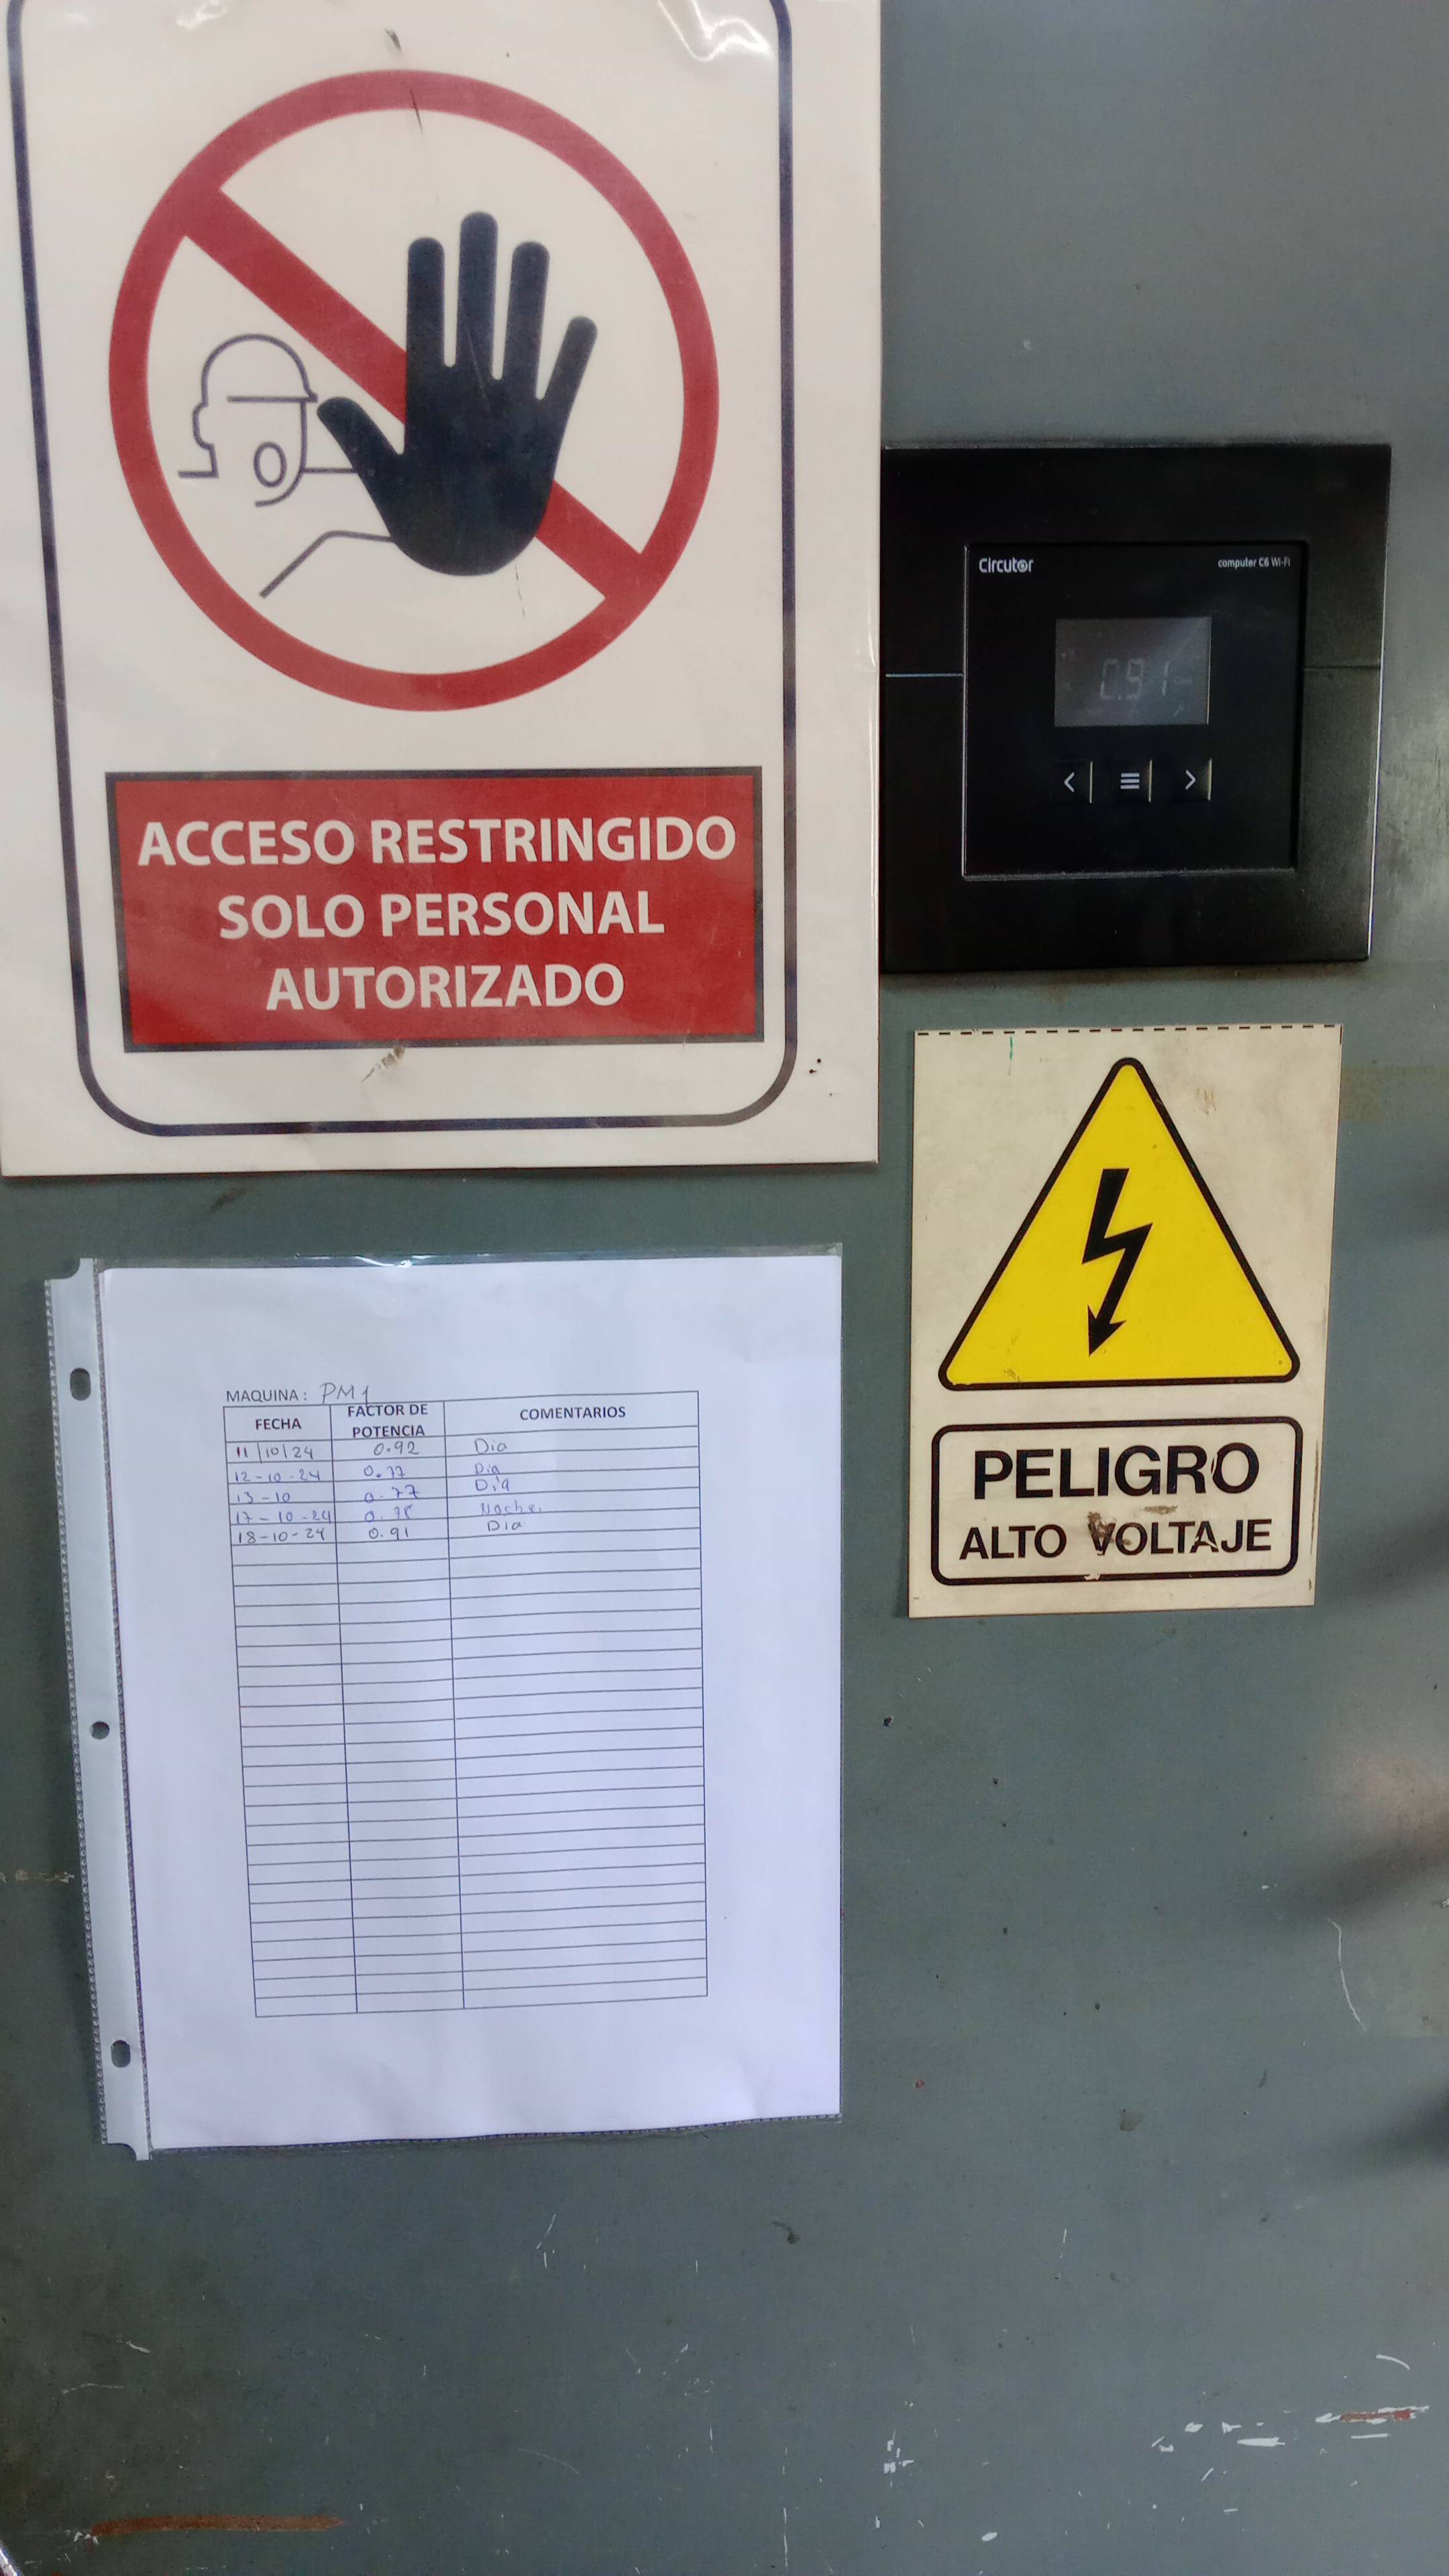 ACCESO RESTRINGIDO
SOLO PERSONAL
AUTORIZADO
Circutor
computer C6 Wi-Fi
0.91
PELIGRO
ALTO VOLTAJE
MAQUINA : PM1
FECHA FACTOR DE POTENCIA COMENTARIOS
11/10/24 0.92 Dia
12-10-24 0.77 Dia
13-10 0.77 Dia
17-10-24 Noche.
18-10-24 0.91 Dia